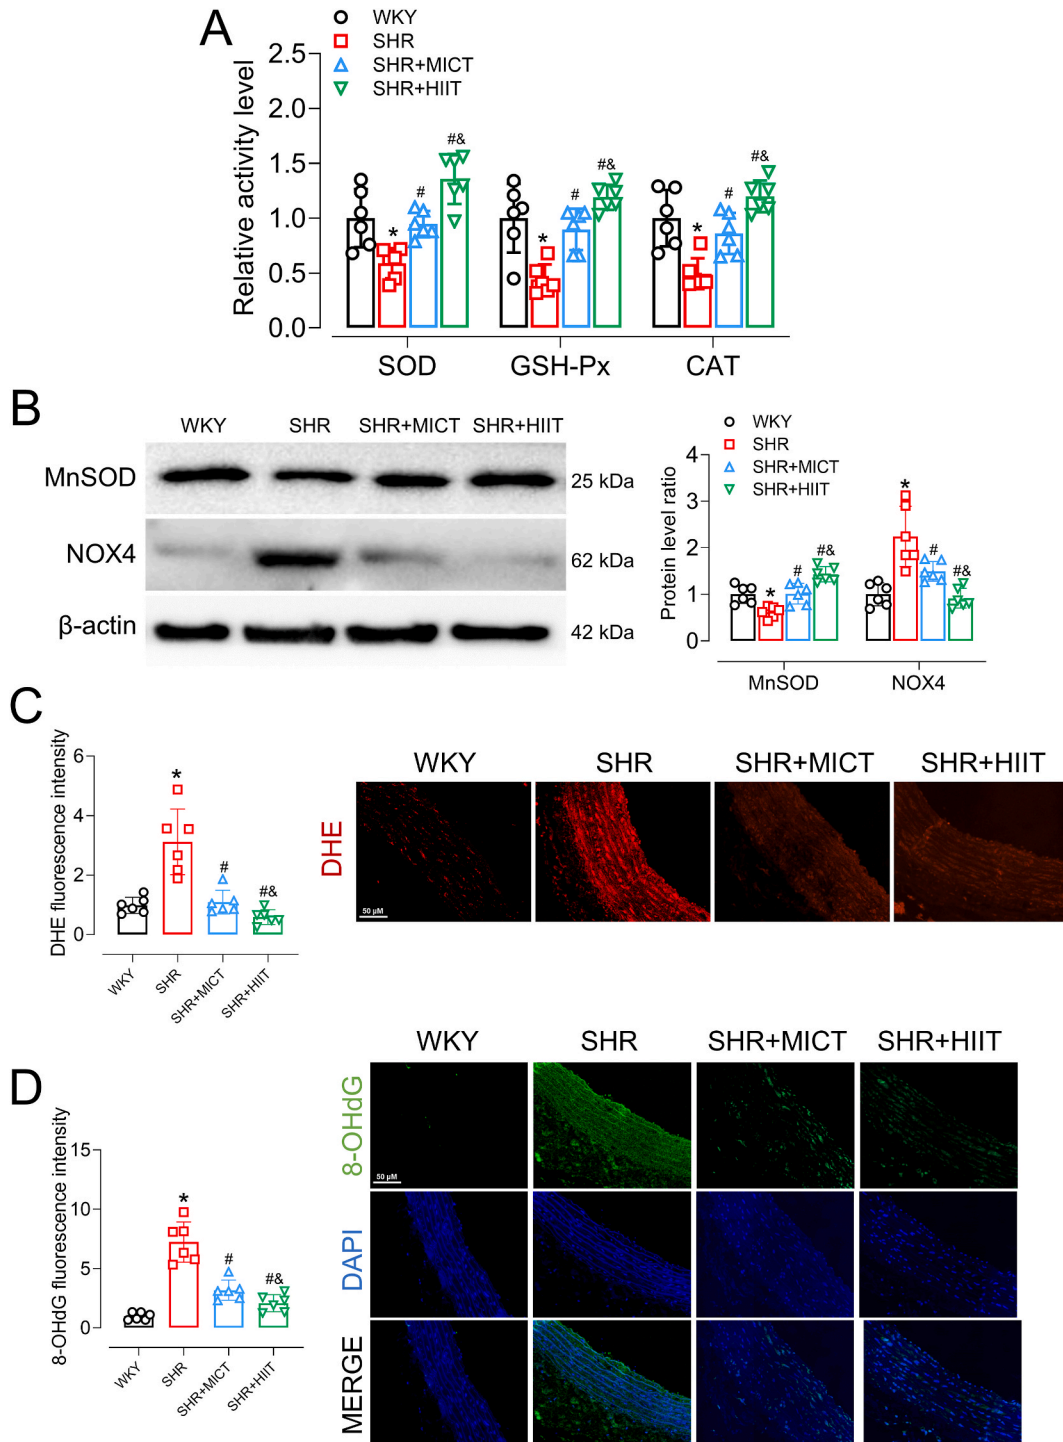 A
WKY
SHR
SHR+MICT
SHR+HIIT
Relative activity level
2.5
2.0
1.5
1.0
0.5
0.0
* # #&
* # #&
* # #&
SOD GSH-Px CAT
B
WKY SHR SHR+MICT SHR+HIIT
MnSOD 25 kDa
NOX4 62 kDa
β-actin 42 kDa
WKY
SHR
SHR+MICT
SHR+HIIT
Protein level ratio
4
3
2
1
0
* # #&
* # #&
MnSOD NOX4
C
DHE fluorescence intensity
6
4
2
0
* # #&
WKY SHR SHR+MICT SHR+HIIT
WKY SHR SHR+MICT SHR+HIIT
DHE
50 μM
D
8-OHdG fluorescence intensity
15
10
5
0
* # #&
WKY SHR SHR+MICT SHR+HIIT
WKY SHR SHR+MICT SHR+HIIT
8-OHdG
50 μM
DAPI
MERGE